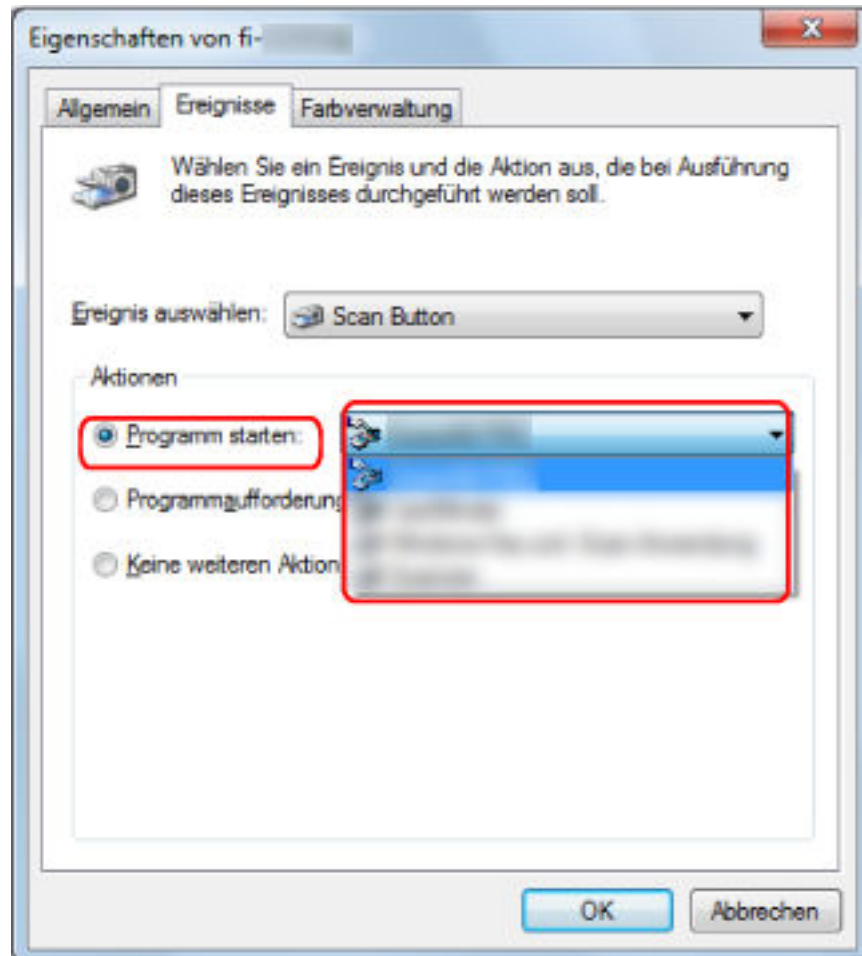 Eigenschaften von fi-
Allgemein Ereignisse Farbverwaltung
Wählen Sie ein Ereignis und die Aktion aus, die bei Ausführung
dieses Ereignisses durchgeführt werden soll.
Ereignis auswählen: Scan Button
Aktionen
Programm starten:
Programmaufforderung
Keine weiteren Aktion
OK Abbrechen